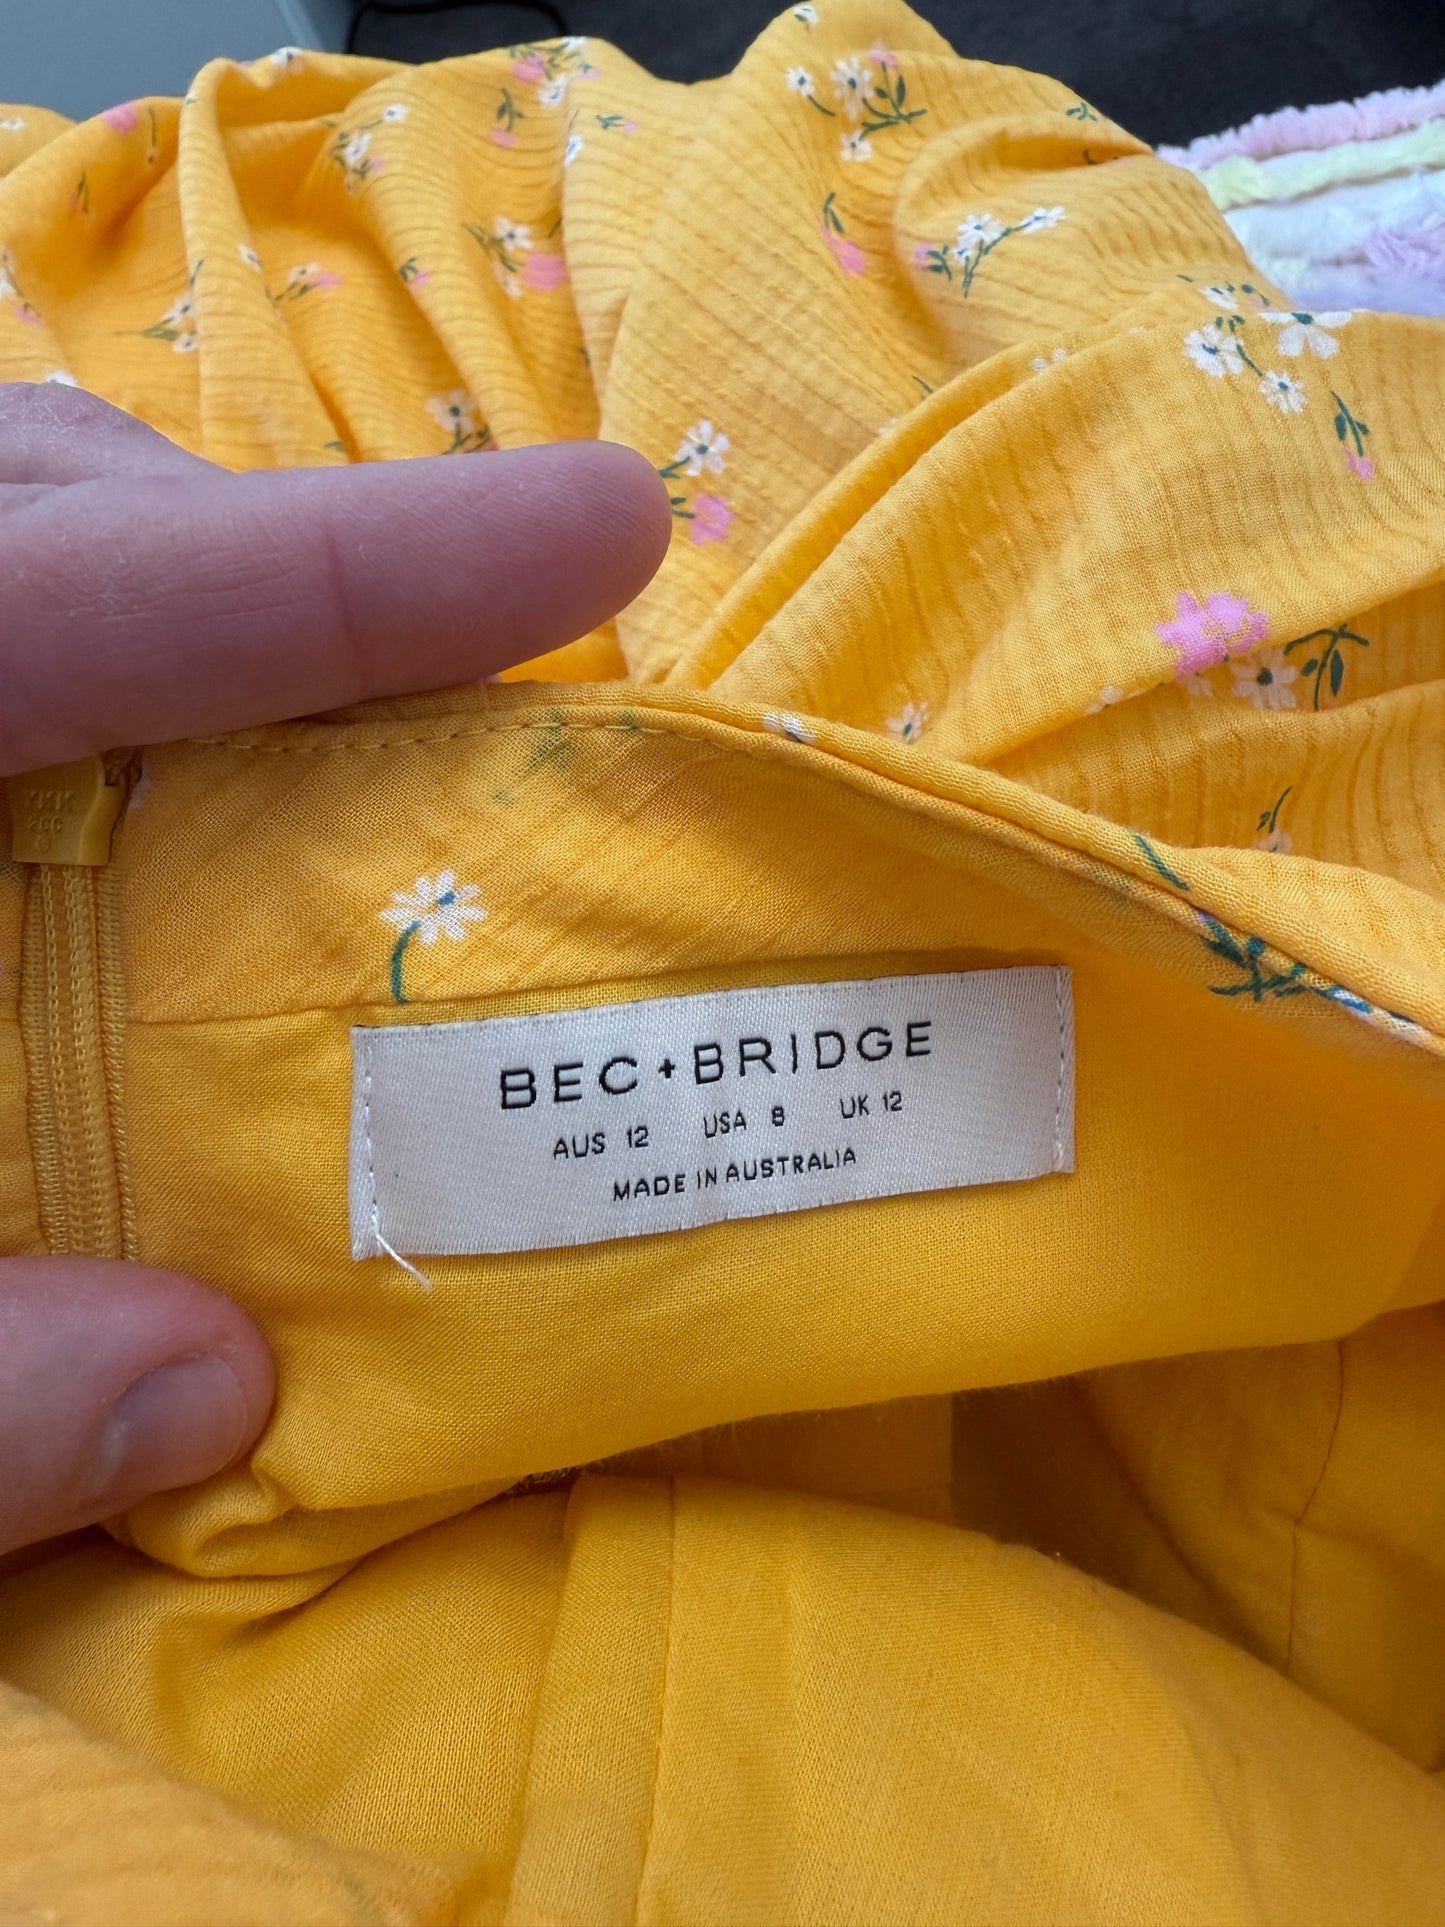 BEC+BRIDGE
AUS 12 USA 8 UK 12
MADE IN AUSTRALIA